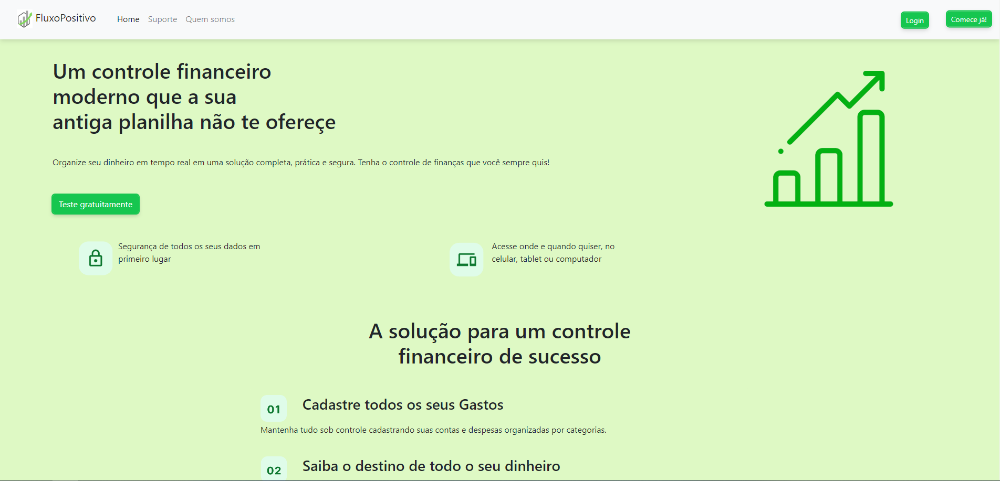 FluxoPositivo
Home
Suporte
Quem somos
Login
Comece já!
Um controle financeiro
moderno que a sua
antiga planilha não te ofereçe
Organize seu dinheiro em tempo real em uma solução completa, prática e segura. Tenha o controle de finanças que você sempre quis!
Teste gratuitamente
Segurança de todos os seus dados em
primeiro lugar
Acesse onde e quando quiser, no
celular, tablet ou computador
A solução para um controle
financeiro de sucesso
01
Cadastre todos os seus Gastos
Mantenha tudo sob controle cadastrando suas contas e despesas organizadas por categorias.
02
Saiba o destino de todo o seu dinheiro